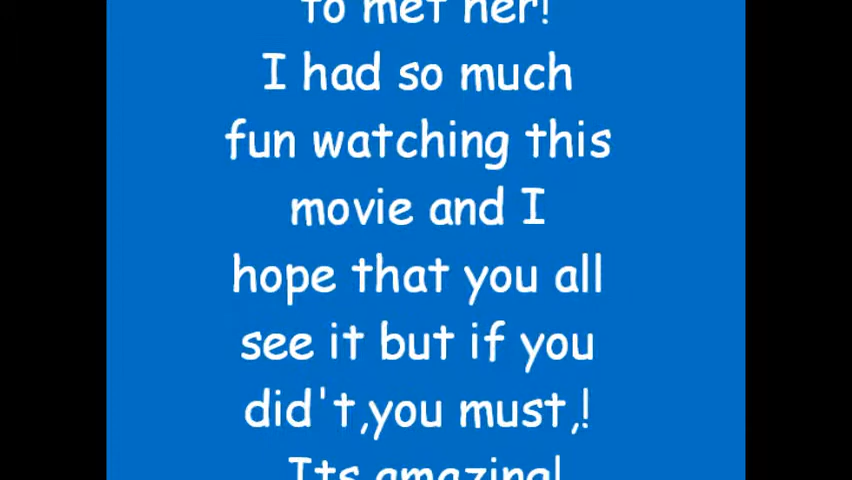 to met her!
I had so much
fun watching this
movie and I
hope that you all
see it but if you
did't,you must,!
Its amazing!